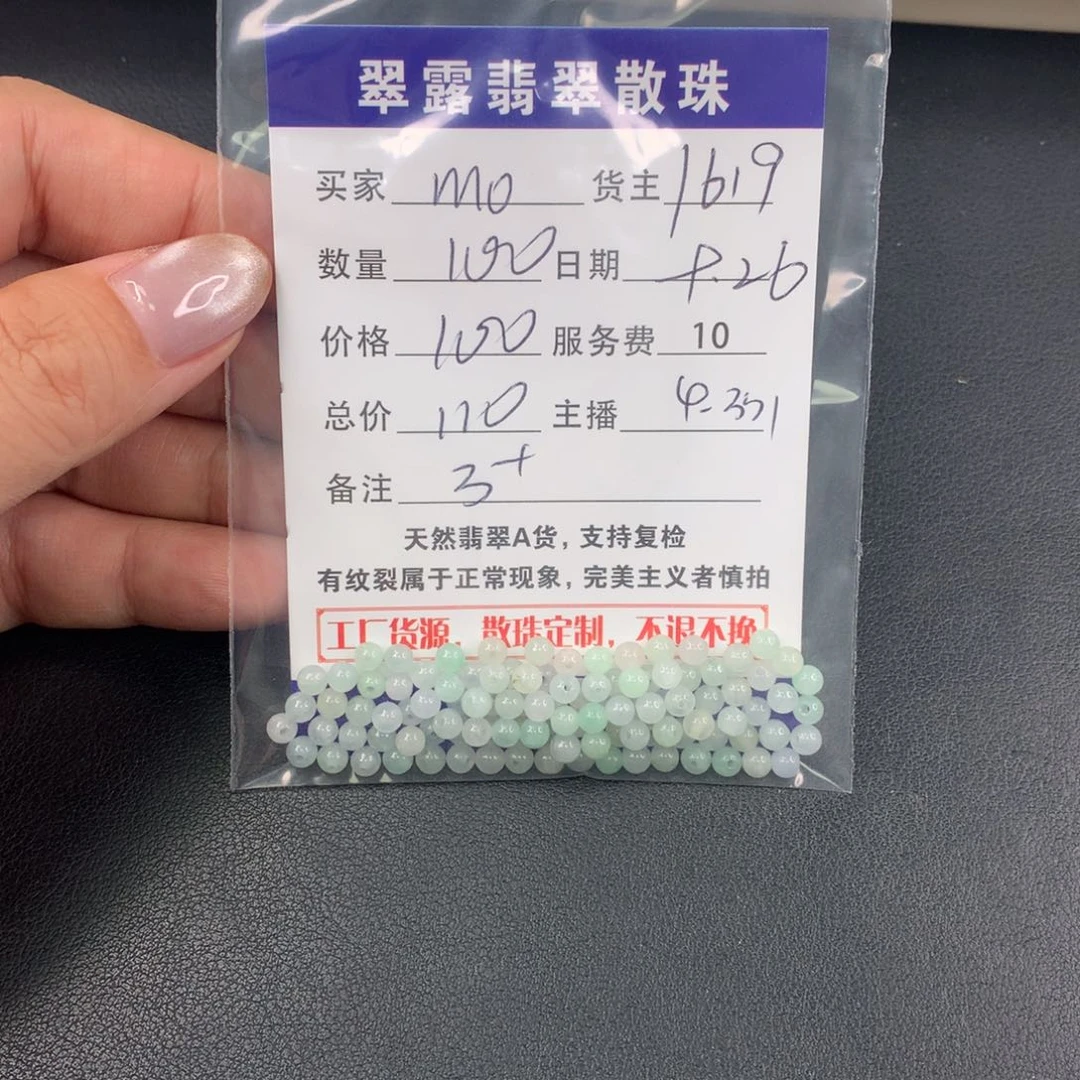 翠露翡翠散珠
买家 mo 货主 1619
数量 100 日期 4.26
价格 100 服务费 10
总价 110 主播
备注 3+
天然翡翠A货，支持复检
有纹裂属于正常现象，完美主义者慎拍
工厂货源，散珠定制，不退不换